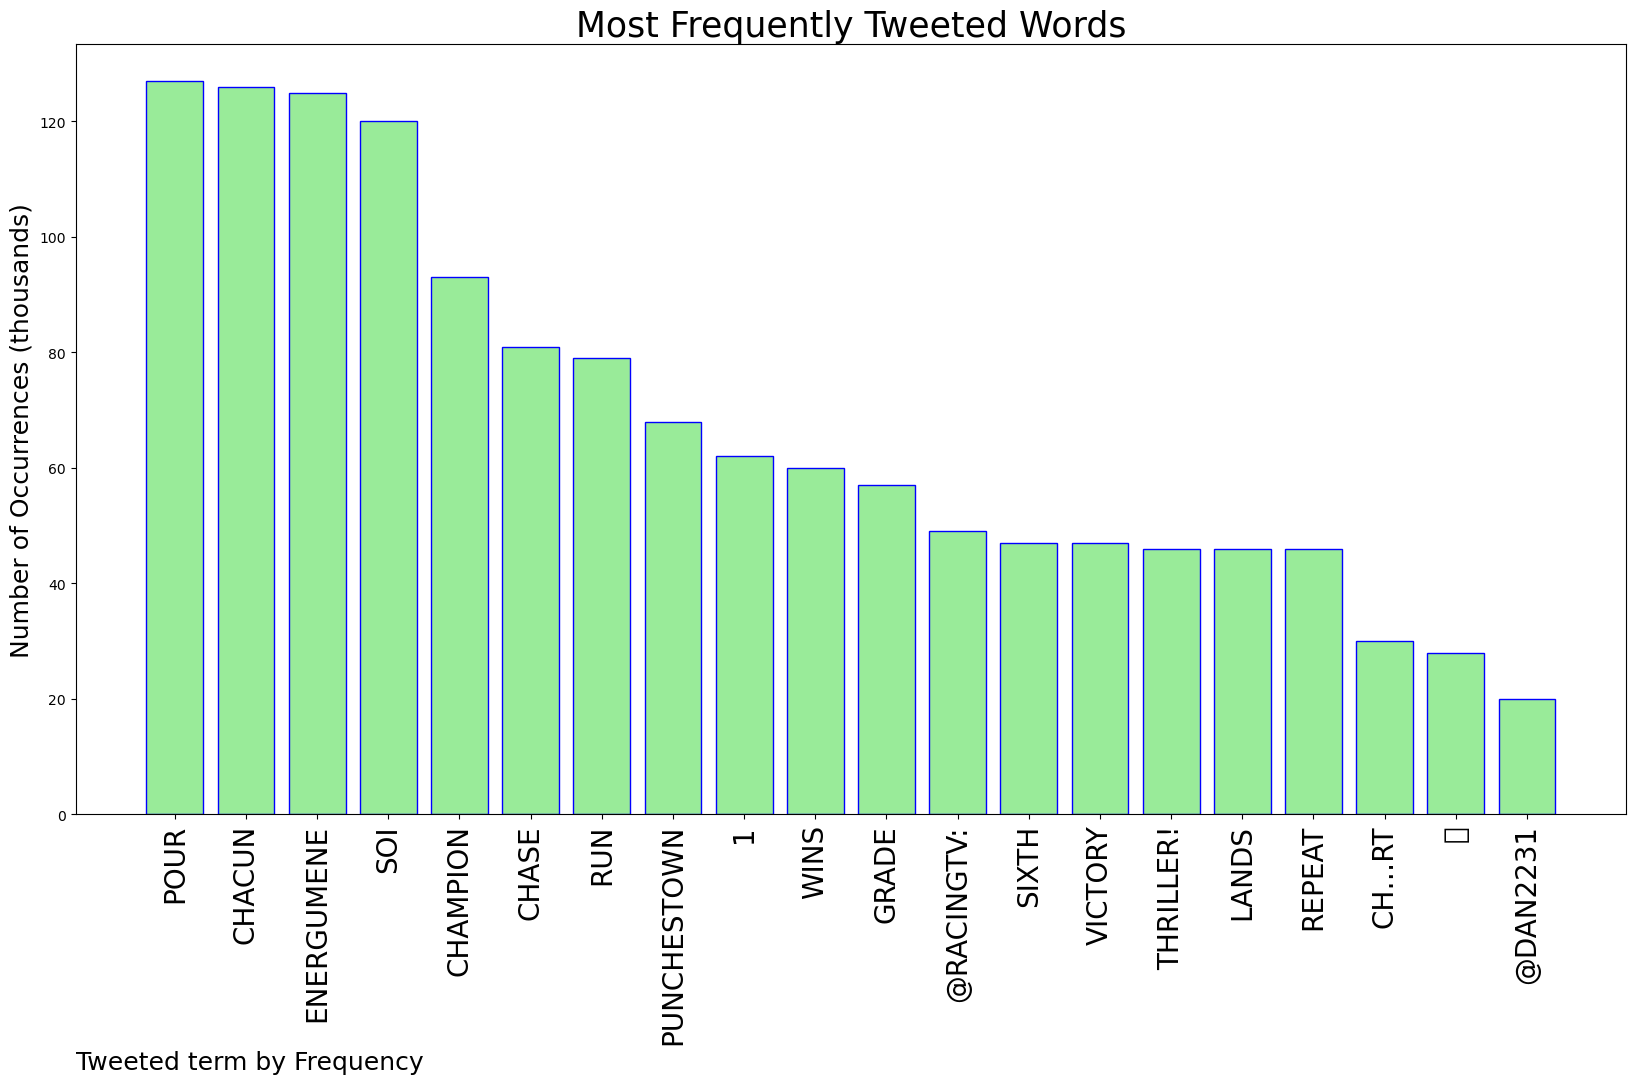 Most Frequently Tweeted Words
Number of Occurrences (thousands)
120
100
80
60
40
20
0
POUR
CHACUN
ENERGUMENE
SOI
CHAMPION
CHASE
RUN
PUNCHESTOWN
1
WINS
GRADE
@RACINGTV:
SIXTH
VICTORY
THRILLER!
LANDS
REPEAT
CH…RT
@DAN2231
Tweeted term by Frequency